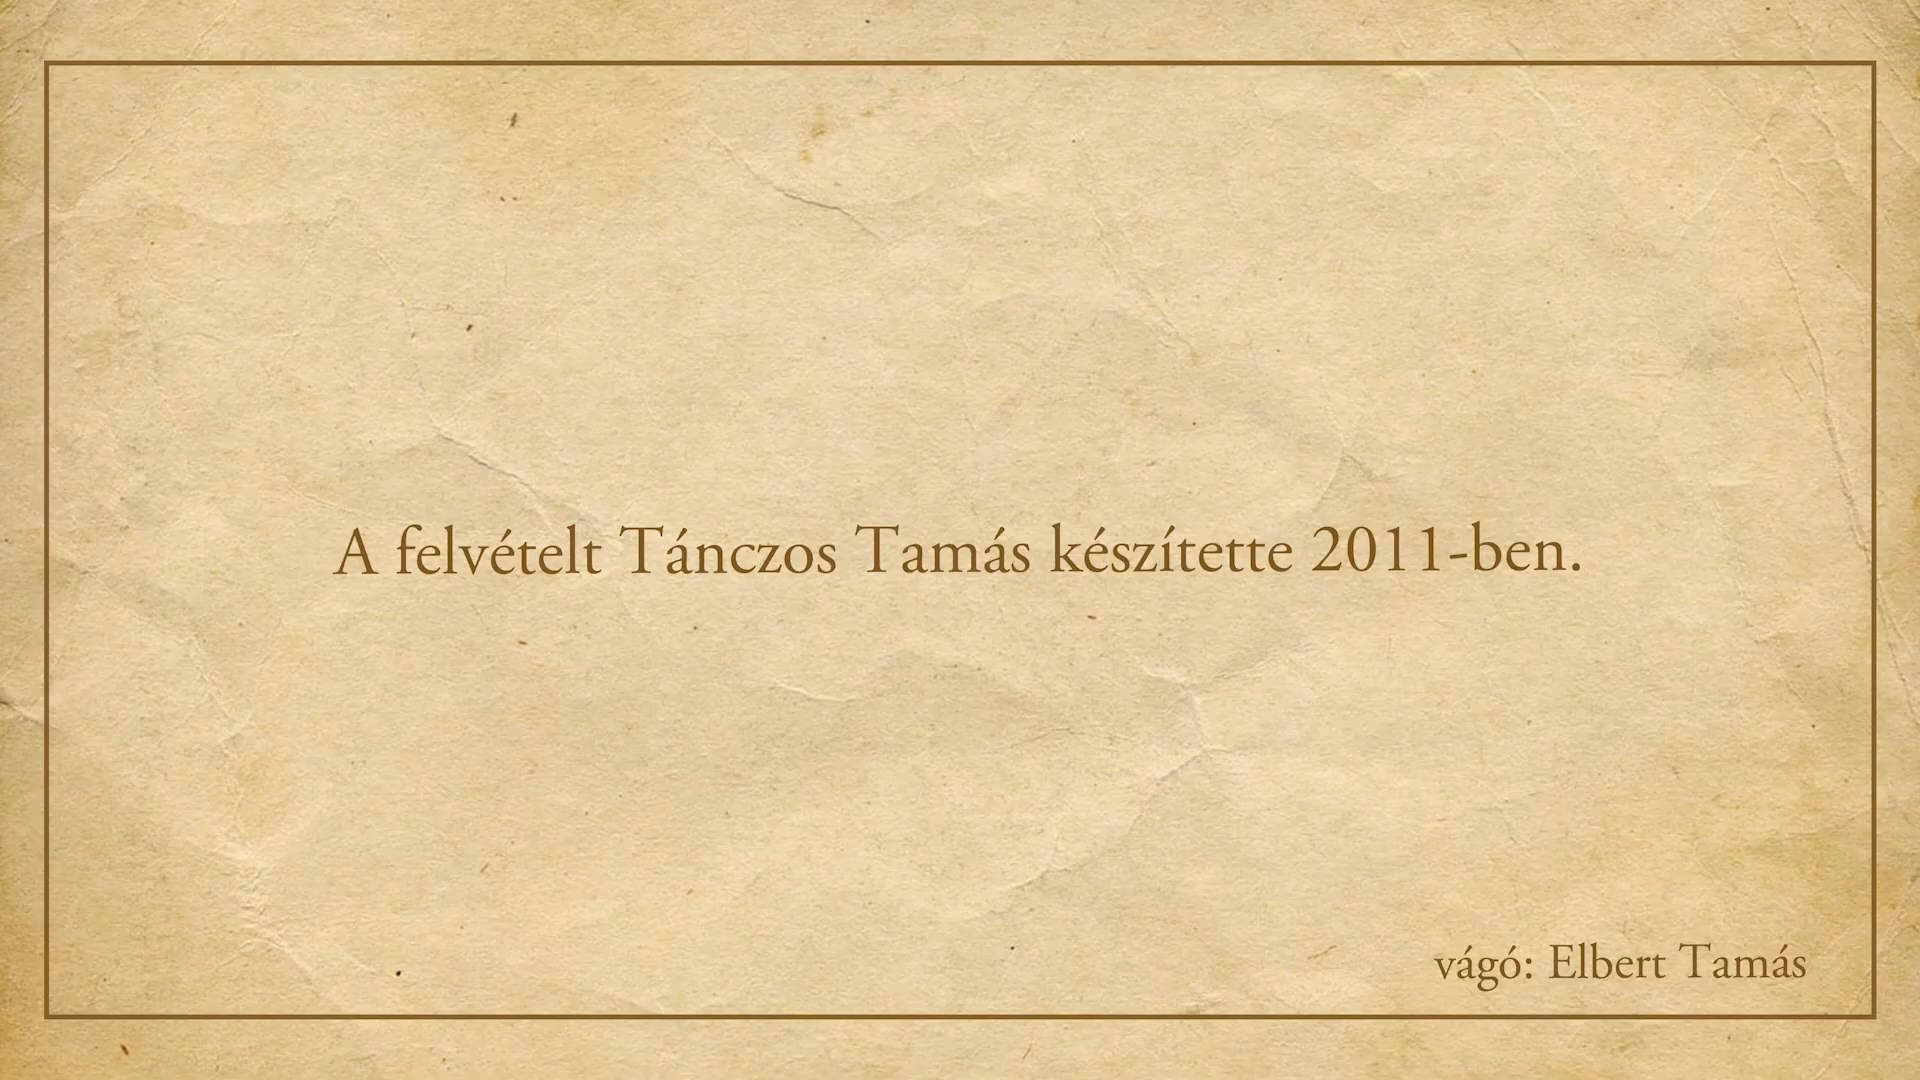 A felvételt Tánczos Tamás készítette 2011-ben.
vágó: Elbert Tamás